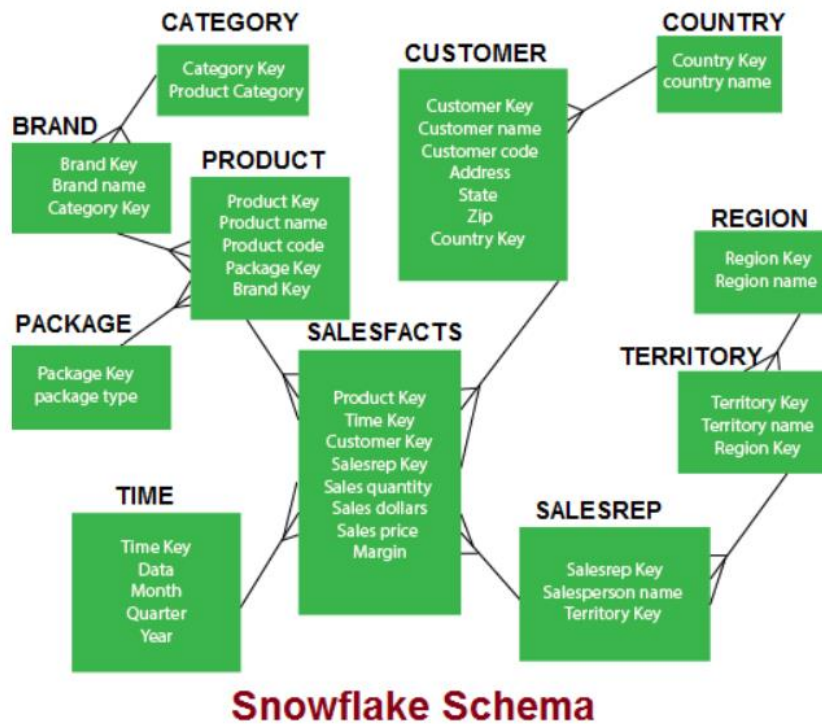 CATEGORY
Category Key
Product Category
BRAND
Brand Key
Brand name
Category Key
PRODUCT
Product Key
Product name
Product code
Package Key
Brand Key
PACKAGE
Package Key
package type
CUSTOMER
Customer Key
Customer name
Customer code
Address
State
Zip
Country Key
COUNTRY
Country Key
country name
REGION
Region Key
Region name
TERRITORY
Territory Key
Territory name
Region Key
SALESFACTS
Product Key
Time Key
Customer Key
Salesrep Key
Sales quantity
Sales dollars
Sales price
Margin
TIME
Time Key
Data
Month
Quarter
Year
SALESREP
Salesrep Key
Salesperson name
Territory Key
Snowflake Schema